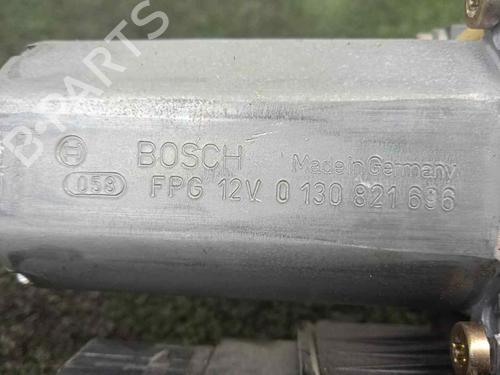 B-PARTS
BOSCH Made in Germany
058 FPG 12V 0 130 821 696